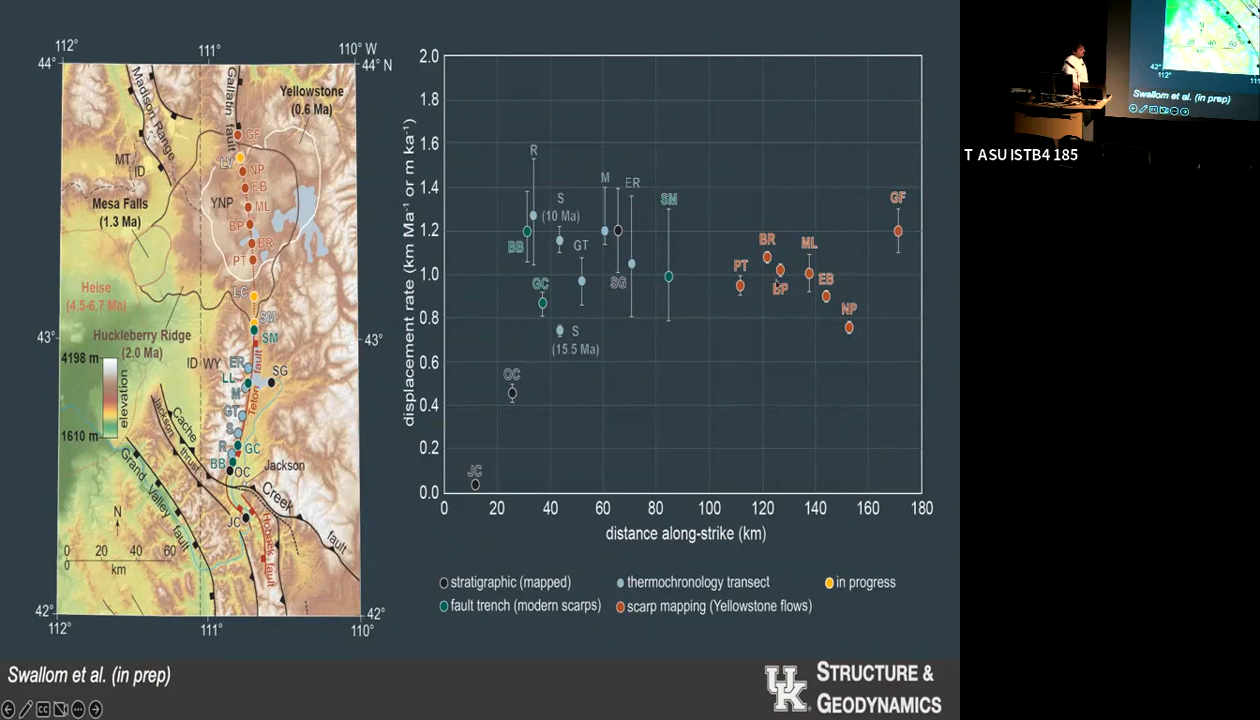 112°
111°
110° W
44°
44° N
Madison Range
Gallatin fault
Yellowstone
(0.6 Ma)
GF
MT
ID
LV
NP
EB
Mesa Falls
(1.3 Ma)
YNP
ML
BP
BR
PT
Heise
(4.5-6.7 Ma)
LC
SM
Huckleberry Ridge
(2.0 Ma)
SM
43°
43°
4198 m
elevation
1610 m
ID WY
ER
LL
M
SG
Teton fault
GT
S
R
GC
BB
OC
Jackson
Cache
Creek
fault
Jackson thrust
Grand Valley fault
JC
Hoback fault
N
0 20 40 60
km
42°
42°
112°
111°
110°
displacement rate (km Ma⁻¹ or m ka⁻¹)
2.0
1.8
1.6
1.4
1.2
1.0
0.8
0.6
0.4
0.2
0.0
R
M
ER
S
(10 Ma)
SM
GF
BB
GT
BR
ML
PT
GC
SG
BP
EB
NP
S
(15.5 Ma)
OC
JC
0 20 40 60 80 100 120 140 160 180
distance along-strike (km)
stratigraphic (mapped)
thermochronology transect
in progress
fault trench (modern scarps)
scarp mapping (Yellowstone flows)
Swallom et al. (in prep)
UK
STRUCTURE &
GEODYNAMICS
42°
112°
111
Swallom et al. (in prep)
T ASU ISTB4 185